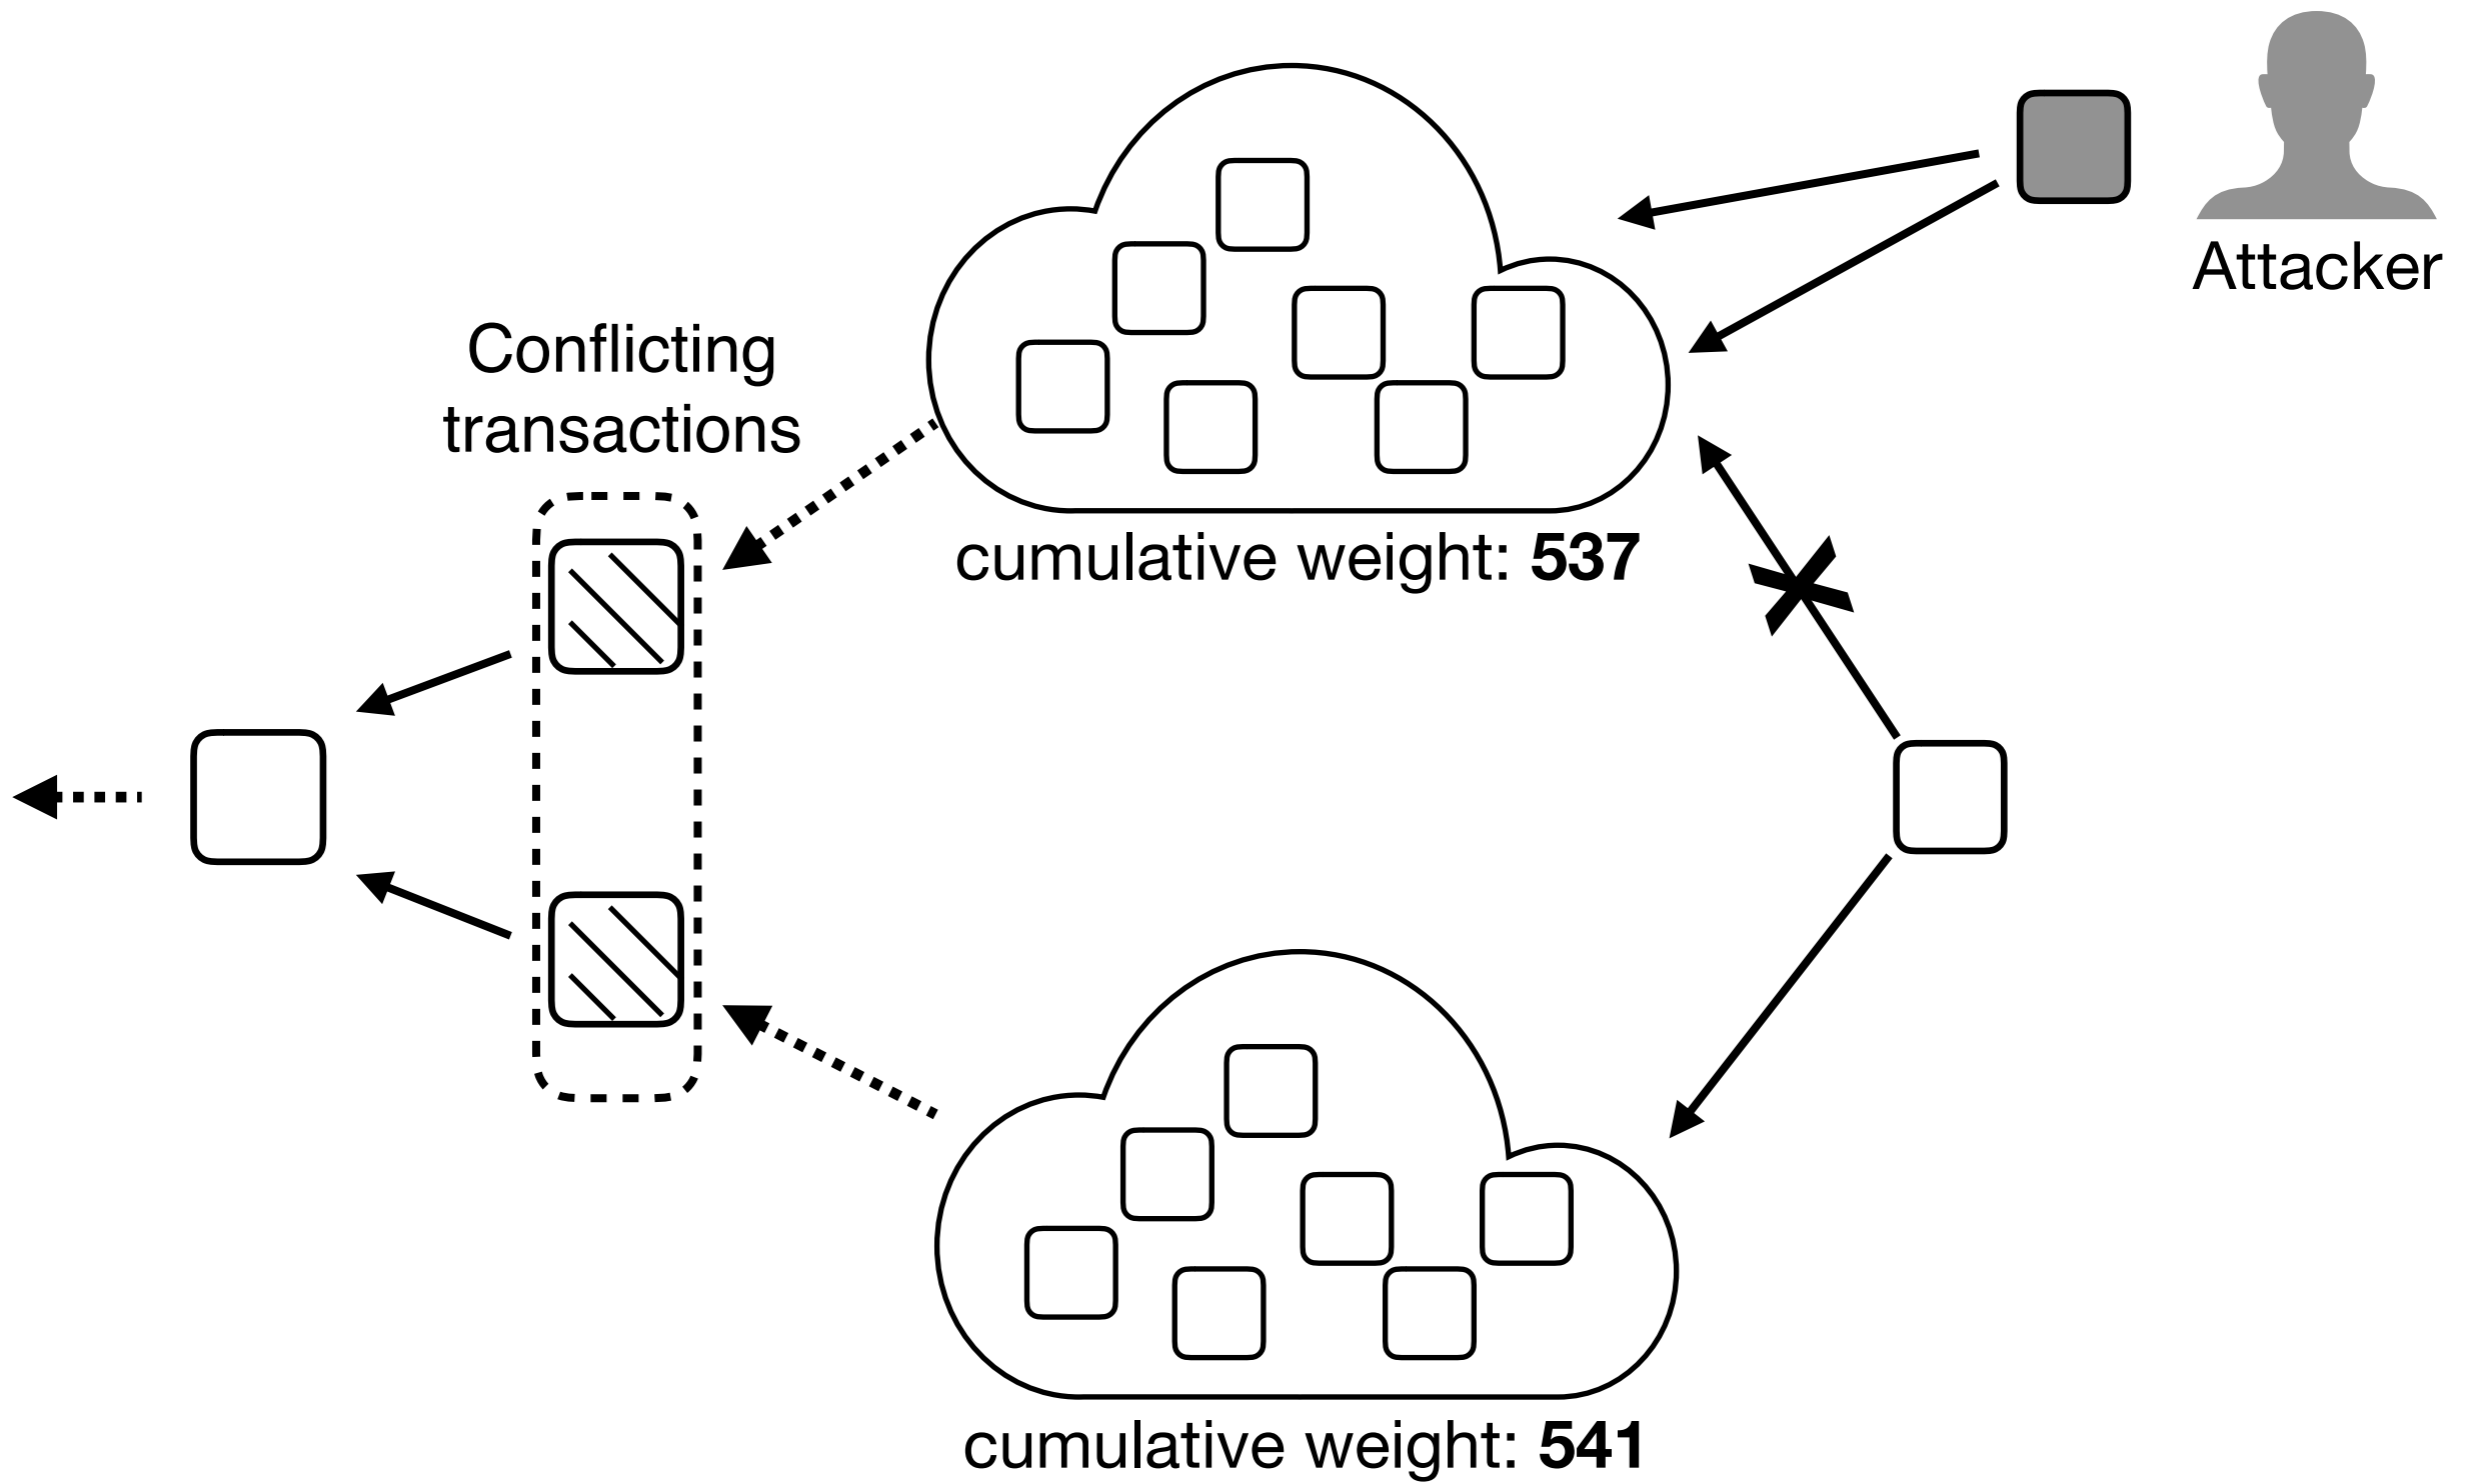 Attacker
Conflicting
transactions
cumulative weight: 537
cumulative weight: 541